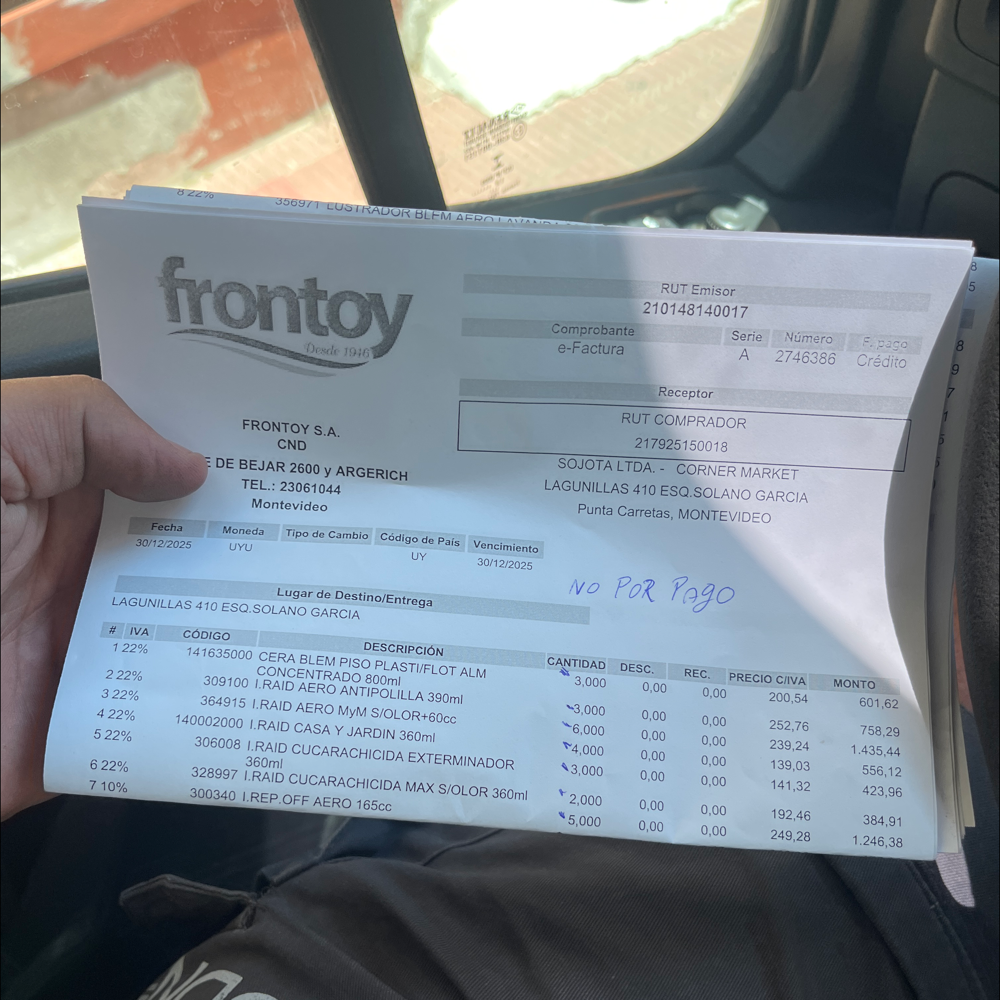 8 22% 356971 LUSTRADOR BLEM AERO LAVANDA
frontoy
Desde 1946
RUT Emisor
210148140017
Comprobante Serie Número F. pago
e-Factura A 2746386 Crédito
Receptor
RUT COMPRADOR
217925150018
SOJOTA LTDA. - CORNER MARKET
LAGUNILLAS 410 ESQ.SOLANO GARCIA
Punta Carretas, MONTEVIDEO
FRONTOY S.A.
CND
E DE BEJAR 2600 y ARGERICH
TEL.: 23061044
Montevideo
Fecha Moneda Tipo de Cambio Código de País Vencimiento
30/12/2025 UYU UY 30/12/2025
NO POR PAGO
Lugar de Destino/Entrega
LAGUNILLAS 410 ESQ.SOLANO GARCIA
# IVA CÓDIGO DESCRIPCIÓN CANTIDAD DESC. REC. PRECIO C/IVA MONTO
1 22% 141635000 CERA BLEM PISO PLASTI/FLOT ALM 3,000 0,00 0,00 200,54 601,62
CONCENTRADO 800ml
2 22% 309100 I.RAID AERO ANTIPOLILLA 390ml 3,000 0,00 0,00 252,76 758,29
3 22% 364915 I.RAID AERO MyM S/OLOR+60cc 6,000 0,00 0,00 239,24 1.435,44
4 22% 140002000 I.RAID CASA Y JARDIN 360ml 4,000 0,00 0,00 139,03 556,12
5 22% 306008 I.RAID CUCARACHICIDA EXTERMINADOR 3,000 0,00 0,00 141,32 423,96
360ml
6 22% 328997 I.RAID CUCARACHICIDA MAX S/OLOR 360ml 2,000 0,00 0,00 192,46 384,91
7 10% 300340 I.REP.OFF AERO 165cc 5,000 0,00 0,00 249,28 1.246,38